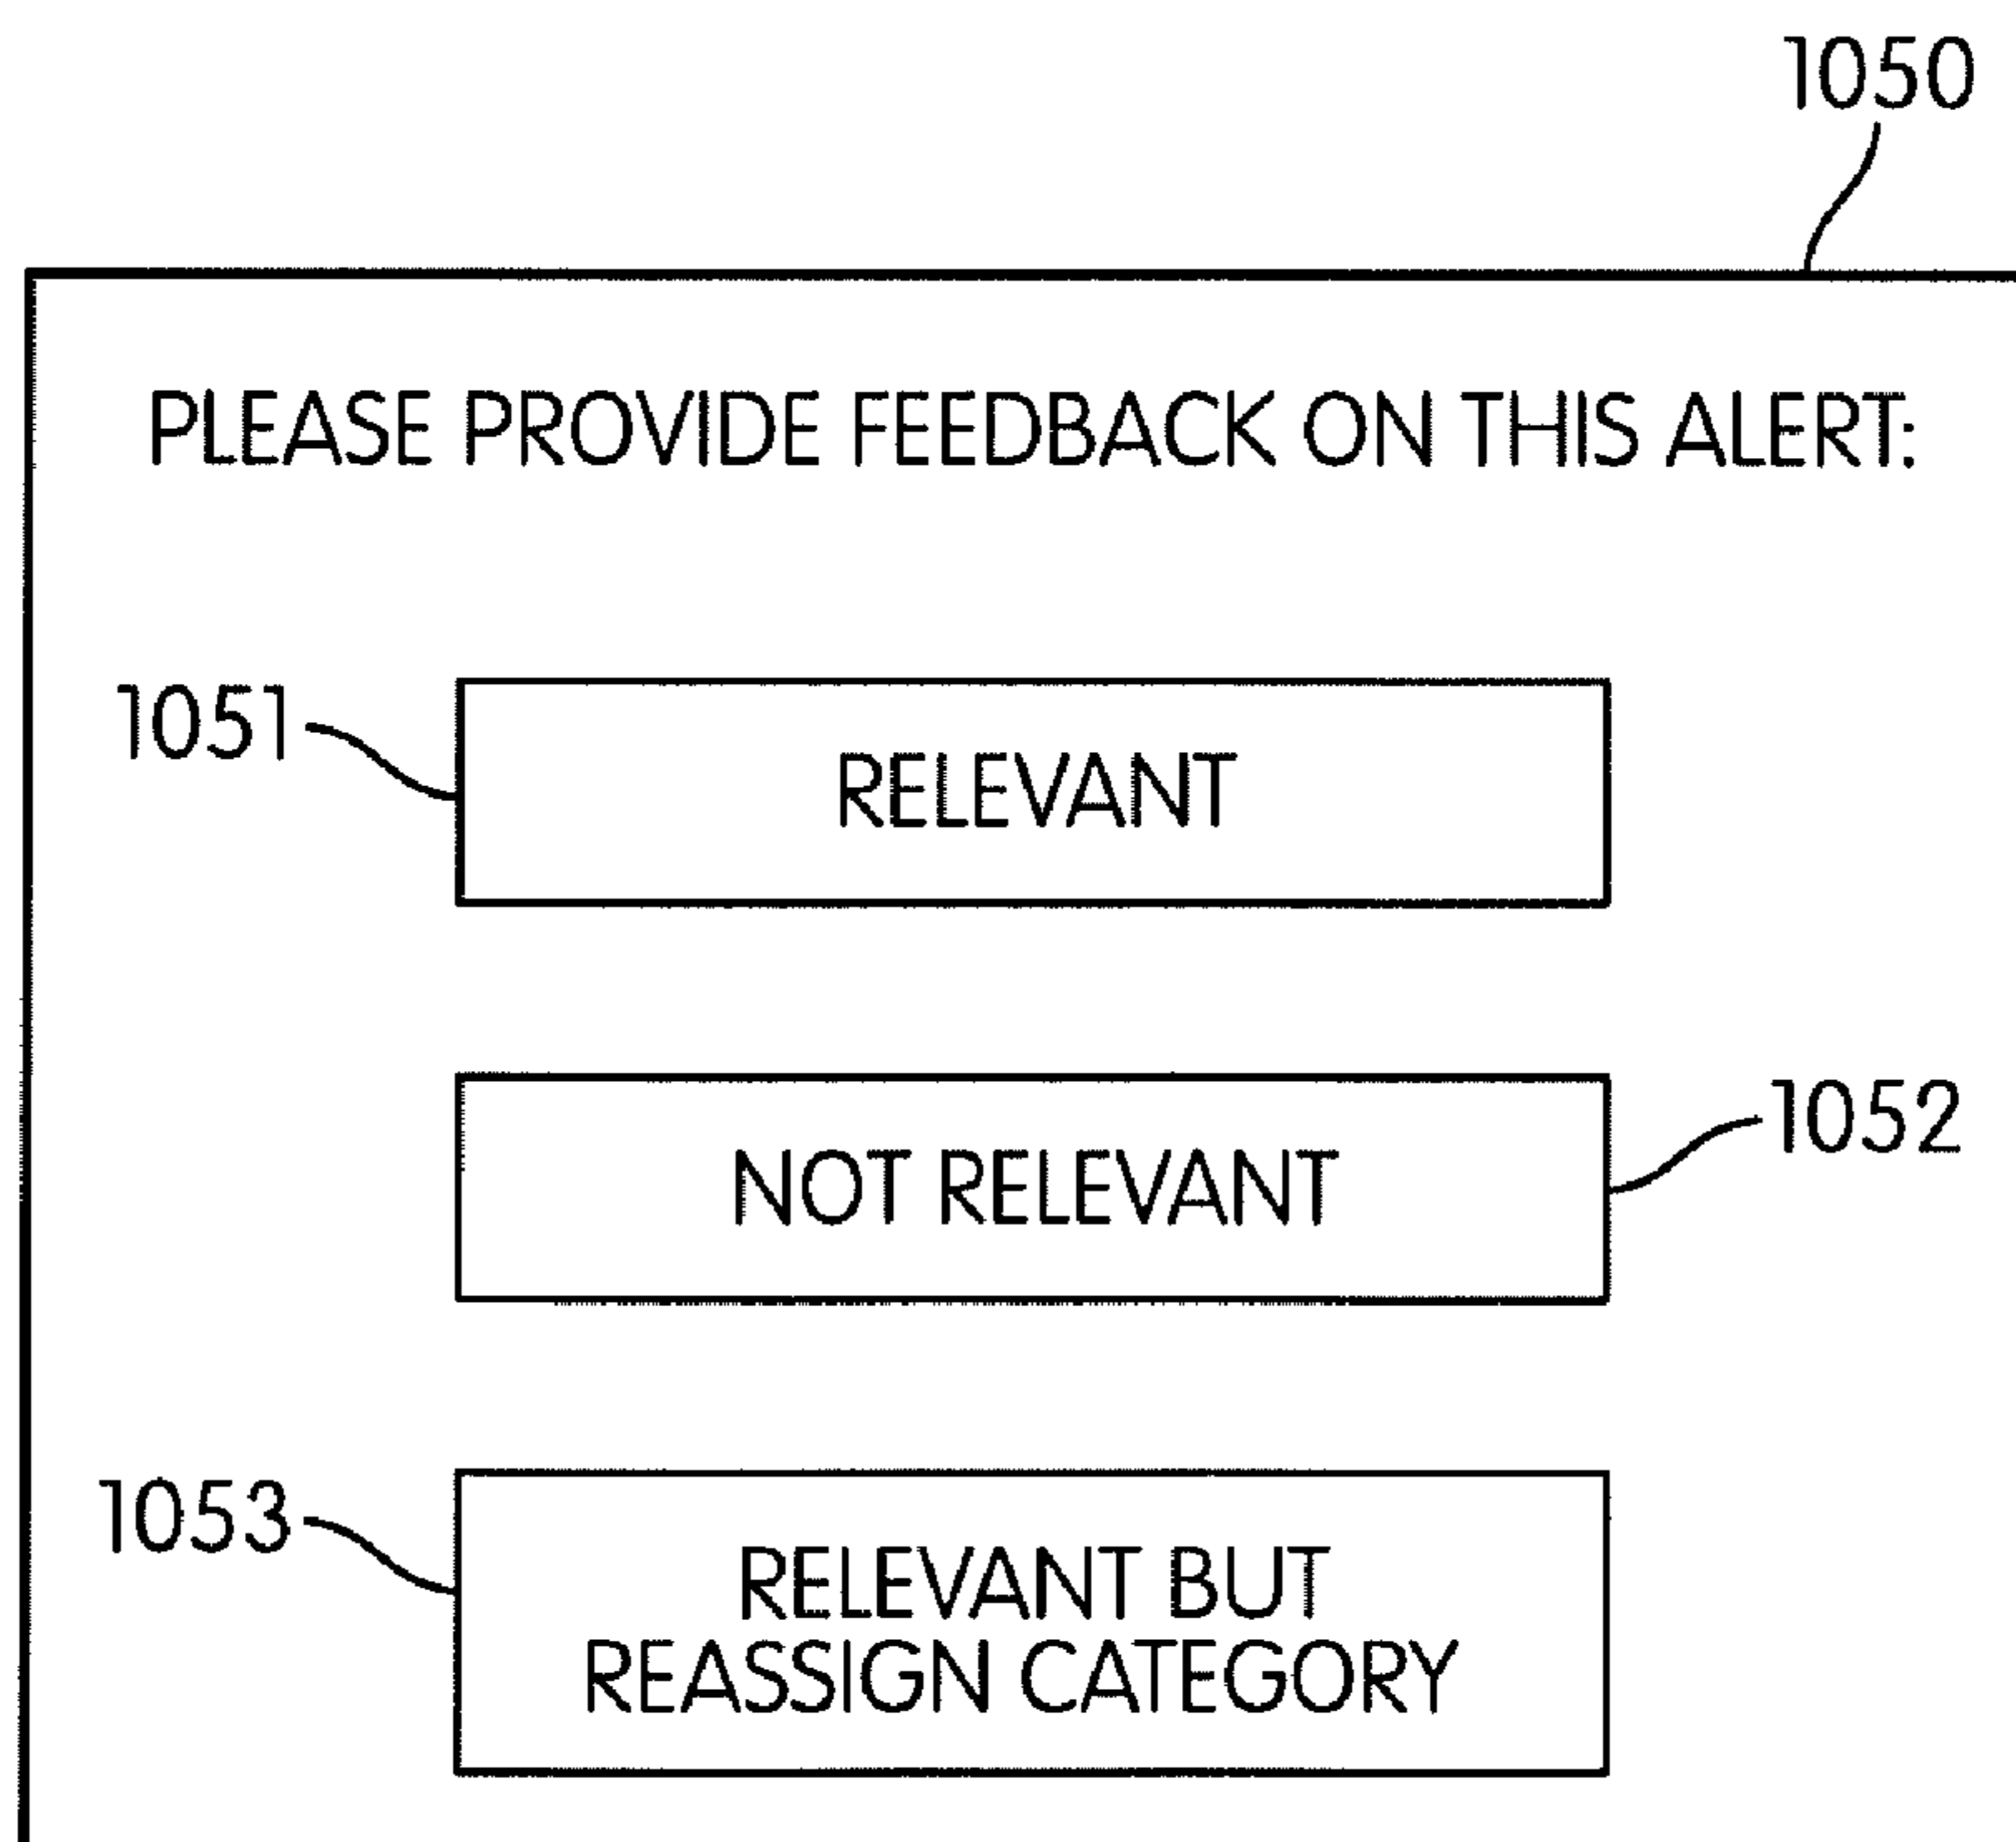 1050
PLEASE PROVIDE FEEDBACK ON THIS ALERT:
1051
RELEVANT
NOT RELEVANT
1052
1053
RELEVANT BUT
REASSIGN CATEGORY